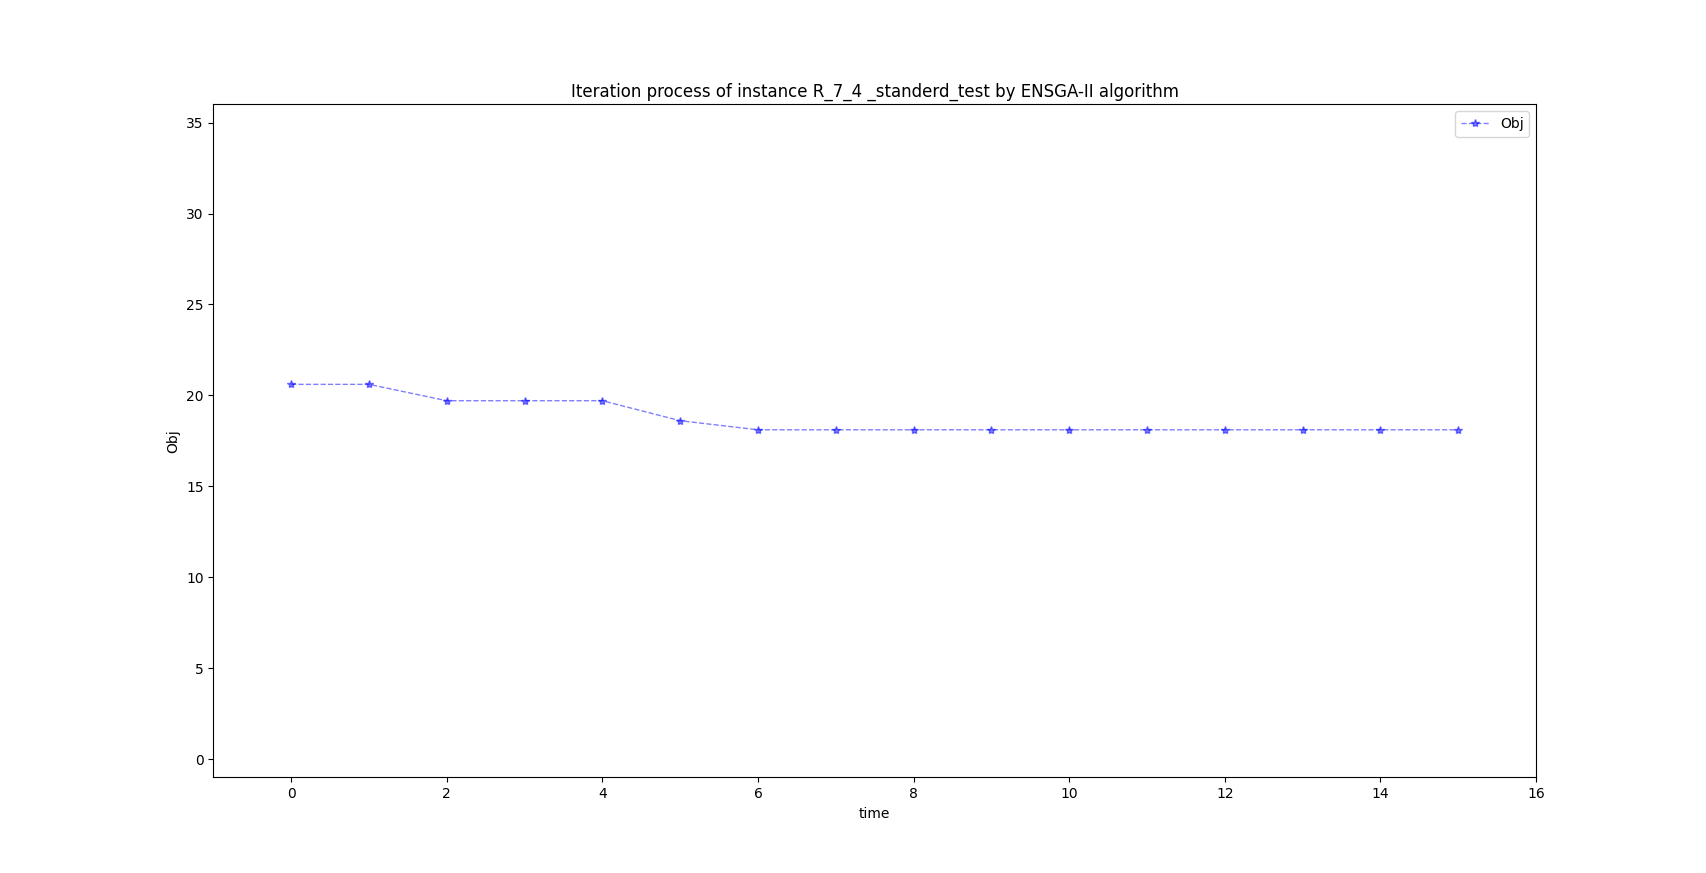 Iteration process of instance R_7_4 _standerd_test by ENSGA-II algorithm
Obj
35
30
25
20
15
10
5
0
Obj
0 2 4 6 8 10 12 14 16
time